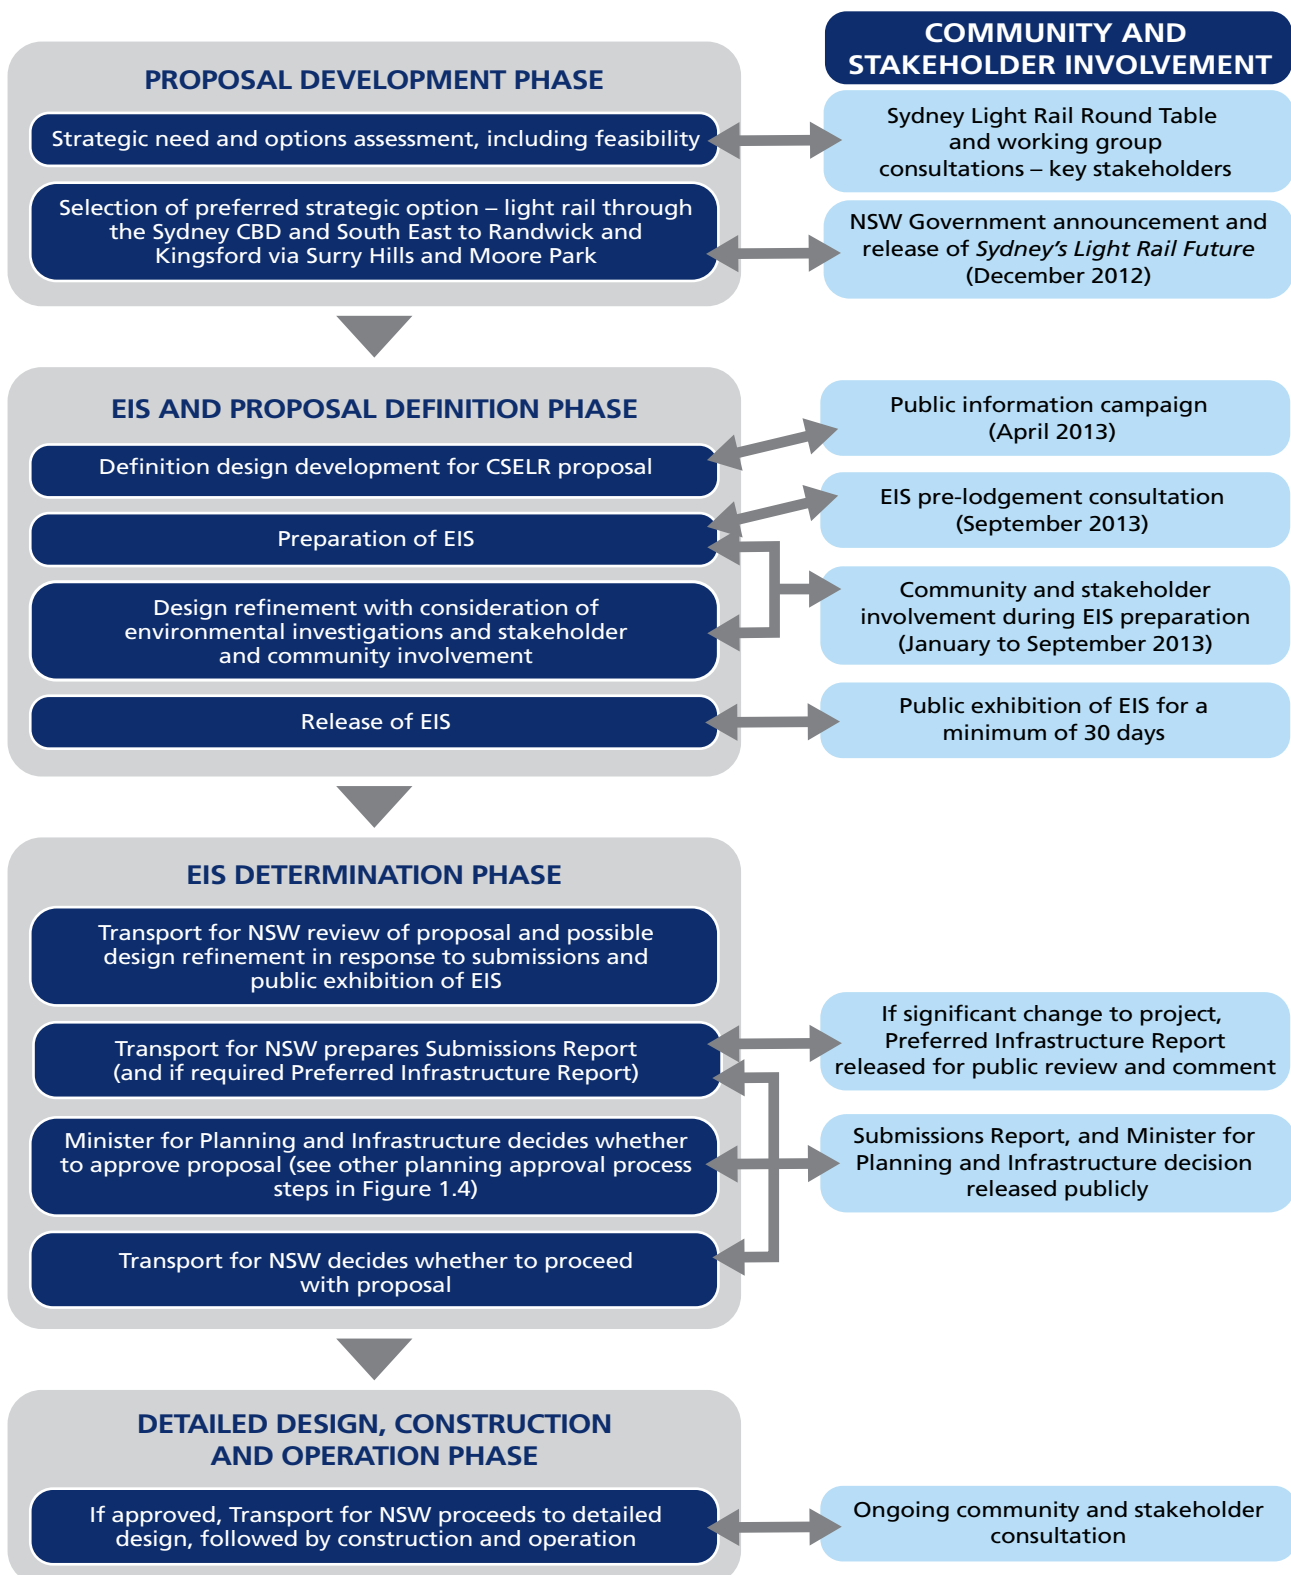 COMMUNITY AND
STAKEHOLDER INVOLVEMENT
PROPOSAL DEVELOPMENT PHASE
Strategic need and options assessment, including feasibility
Sydney Light Rail Round Table
and working group
consultations – key stakeholders
Selection of preferred strategic option – light rail through
the Sydney CBD and South East to Randwick and
Kingsford via Surry Hills and Moore Park
NSW Government announcement and
release of Sydney’s Light Rail Future
(December 2012)
EIS AND PROPOSAL DEFINITION PHASE
Definition design development for CSELR proposal
Public information campaign
(April 2013)
Preparation of EIS
EIS pre-lodgement consultation
(September 2013)
Design refinement with consideration of
environmental investigations and stakeholder
and community involvement
Community and stakeholder
involvement during EIS preparation
(January to September 2013)
Release of EIS
Public exhibition of EIS for a
minimum of 30 days
EIS DETERMINATION PHASE
Transport for NSW review of proposal and possible
design refinement in response to submissions and
public exhibition of EIS
Transport for NSW prepares Submissions Report
(and if required Preferred Infrastructure Report)
If significant change to project,
Preferred Infrastructure Report
released for public review and comment
Minister for Planning and Infrastructure decides whether
to approve proposal (see other planning approval process
steps in Figure 1.4)
Submissions Report, and Minister for
Planning and Infrastructure decision
released publicly
Transport for NSW decides whether to proceed
with proposal
DETAILED DESIGN, CONSTRUCTION
AND OPERATION PHASE
If approved, Transport for NSW proceeds to detailed
design, followed by construction and operation
Ongoing community and stakeholder
consultation